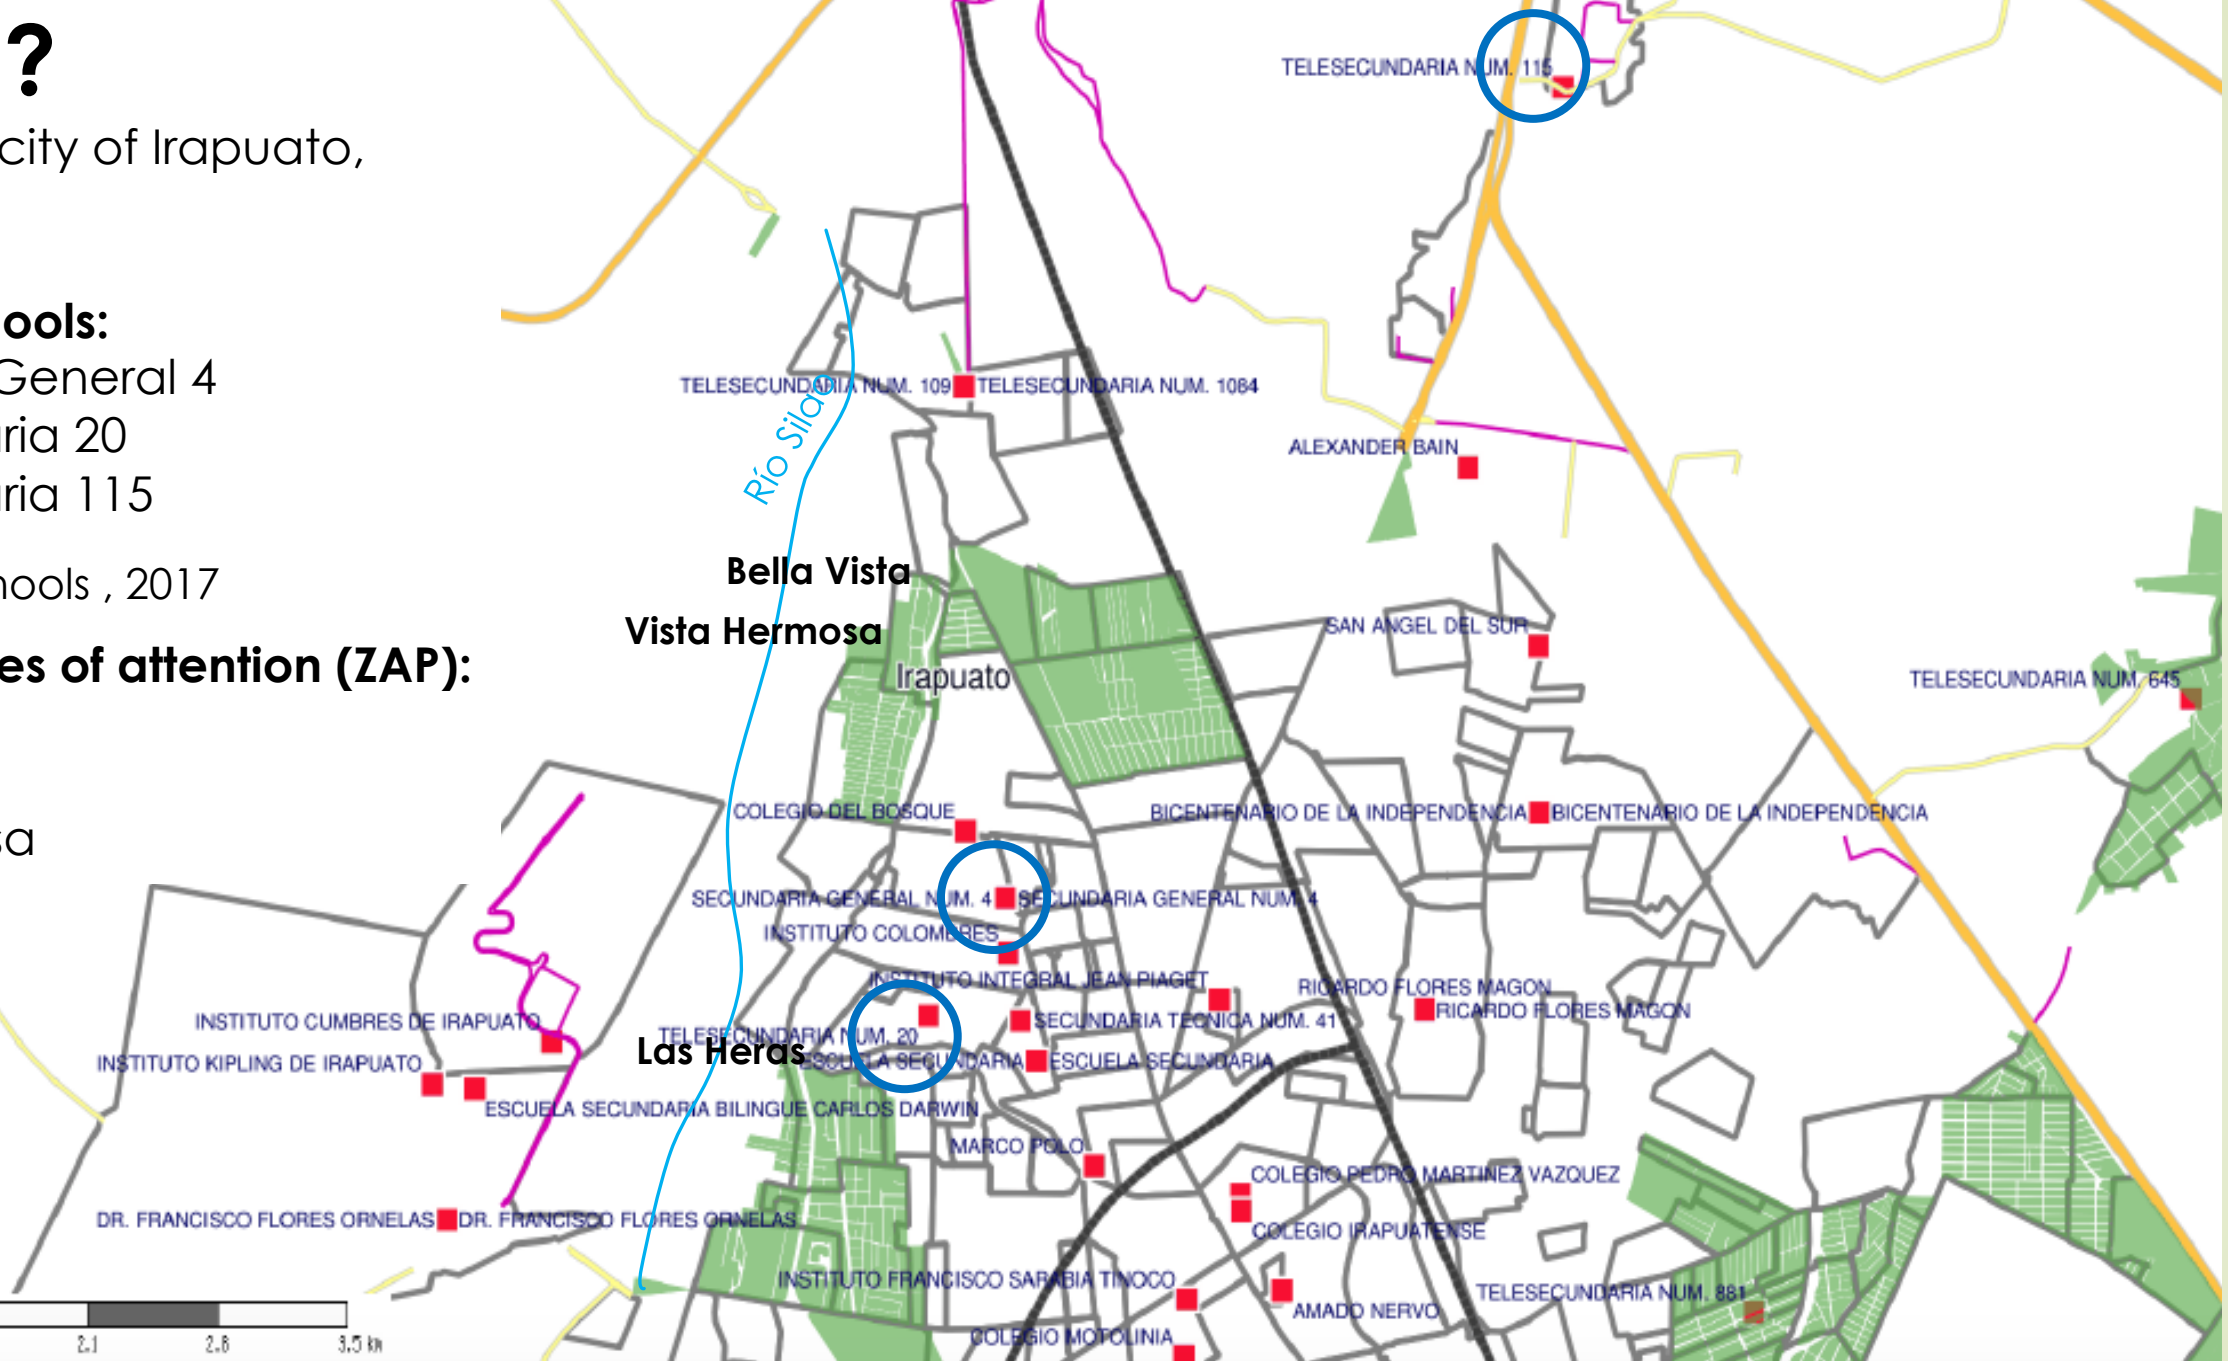 ?
city of Irapuato,
ools:
General 4
ria 20
ria 115
hools , 2017
es of attention (ZAP):
sa
TELESECUNDARIA NUM. 115
TELESECUNDARIA NUM. 109
TELESECUNDARIA NUM. 1084
Río Silao
ALEXANDER BAIN
Bella Vista
Vista Hermosa
SAN ANGEL DEL SUR
Irapuato
TELESECUNDARIA NUM. 645
COLEGIO DEL BOSQUE
BICENTENARIO DE LA INDEPENDENCIA
BICENTENARIO DE LA INDEPENDENCIA
SECUNDARIA GENERAL NUM. 4
SECUNDARIA GENERAL NUM. 4
INSTITUTO COLOMBRES
INSTITUTO INTEGRAL JEAN PIAGET
RICARDO FLORES MAGON
RICARDO FLORES MAGON
INSTITUTO CUMBRES DE IRAPUATO
SECUNDARIA TECNICA NUM. 41
TELESECUNDARIA NUM. 20
Las Heras
ESCUELA SECUNDARIA
ESCUELA SECUNDARIA
INSTITUTO KIPLING DE IRAPUATO
ESCUELA SECUNDARIA BILINGUE CARLOS DARWIN
MARCO POLO
COLEGIO PEDRO MARTINEZ VAZQUEZ
DR. FRANCISCO FLORES ORNELAS
DR. FRANCISCO FLORES ORNELAS
COLEGIO IRAPUATENSE
INSTITUTO FRANCISCO SARABIA TINOCO
TELESECUNDARIA NUM. 881
AMADO NERVO
COLEGIO MOTOLINIA
2.1
2.8
3.5 km